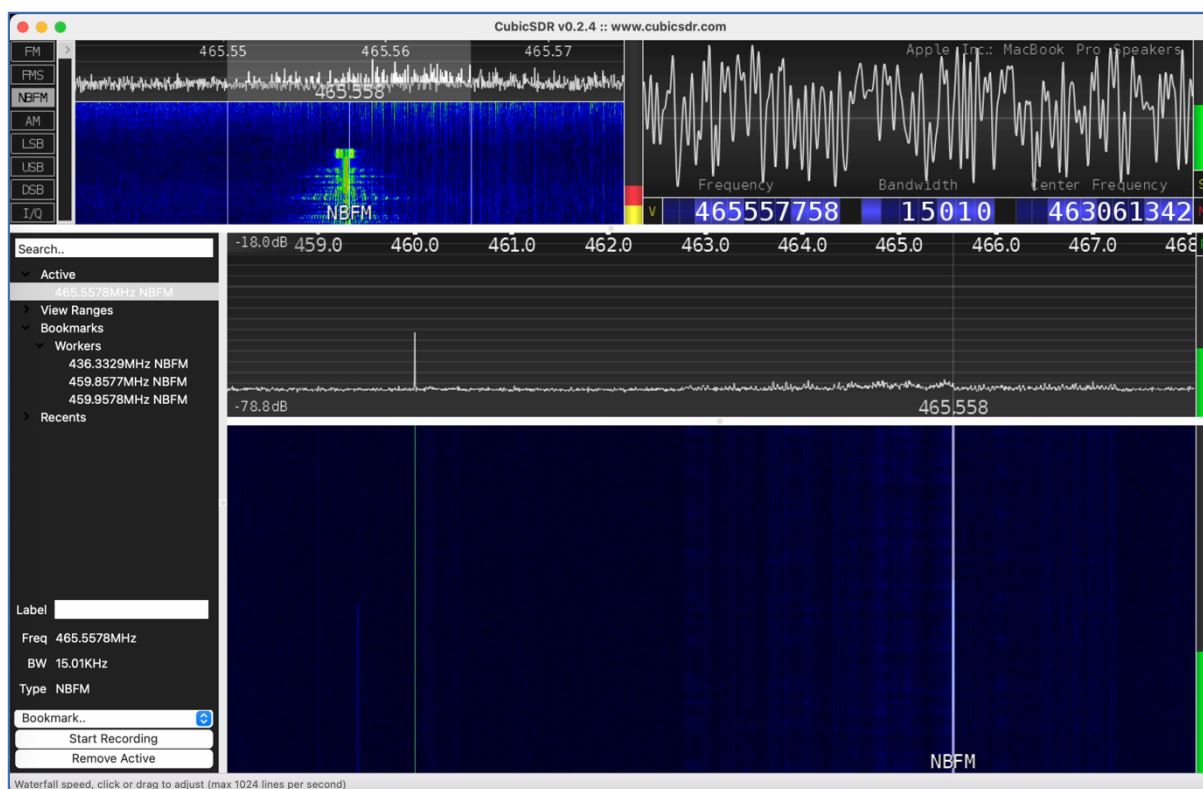 CubicSDR v0.2.4 :: www.cubicsdr.com
FM
FMS
NBFM
AM
LSB
USB
DSB
I/Q
>
465.55 465.56 465.57
465.558
NBFM
Apple Inc.: MacBook Pro Speakers
Frequency Bandwidth Center Frequency
V 465557758 15010 463061342
Search..
Active
465.5578MHz NBFM
View Ranges
Bookmarks
Workers
436.3329MHz NBFM
459.8577MHz NBFM
459.9578MHz NBFM
Recents
Label
Freq 465.5578MHz
BW 15.01KHz
Type NBFM
Bookmark..
Start Recording
Remove Active
-18.0dB 459.0 460.0 461.0 462.0 463.0 464.0 465.0 466.0 467.0 468
-78.8dB
465.558
NBFM
Waterfall speed, click or drag to adjust (max 1024 lines per second)